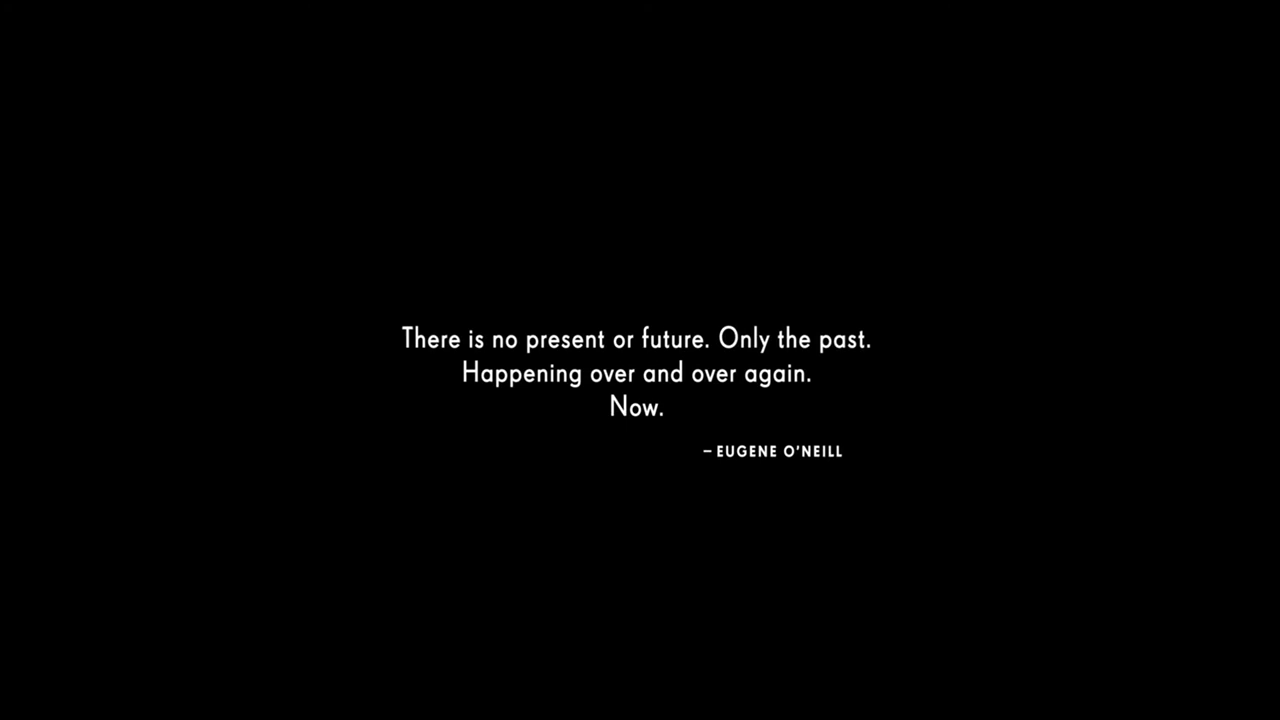 There is no present or future. Only the past.
Happening over and over again.
Now.
– EUGENE O'NEILL